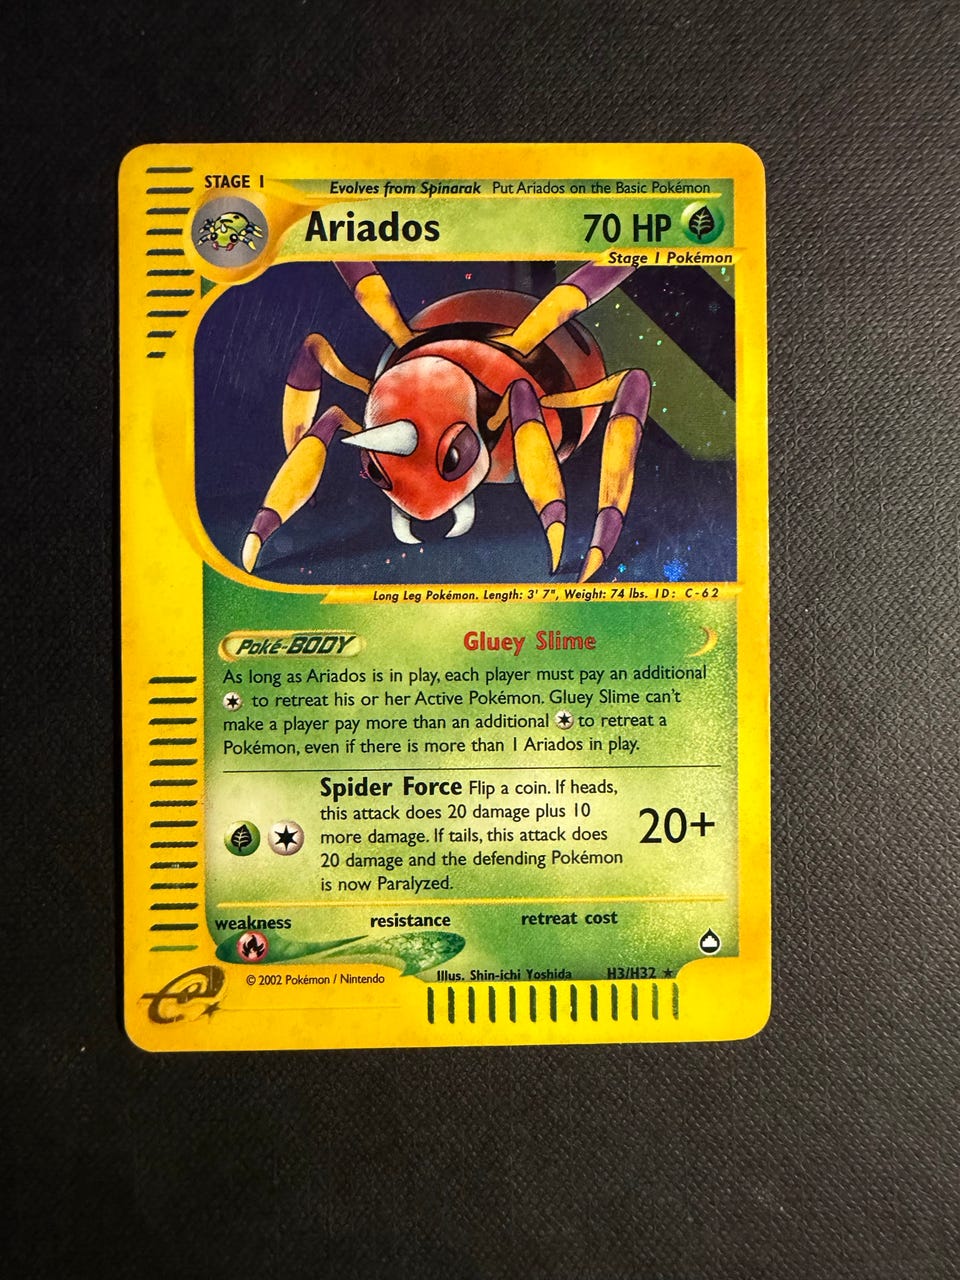 STAGE 1
Evolves from Spinarak Put Ariados on the Basic Pokémon
Ariados 70 HP
Stage 1 Pokémon
Long Leg Pokémon. Length: 3' 7", Weight: 74 lbs. ID: C-62
Poké-BODY Gluey Slime
As long as Ariados is in play, each player must pay an additional
to retreat his or her Active Pokémon. Gluey Slime can't
make a player pay more than an additional to retreat a
Pokémon, even if there is more than 1 Ariados in play.
Spider Force Flip a coin. If heads,
this attack does 20 damage plus 10
more damage. If tails, this attack does
20 damage and the defending Pokémon
is now Paralyzed.
20+
weakness resistance retreat cost
© 2002 Pokémon / Nintendo
Illus. Shin-ichi Yoshida H3/H32 ★
e